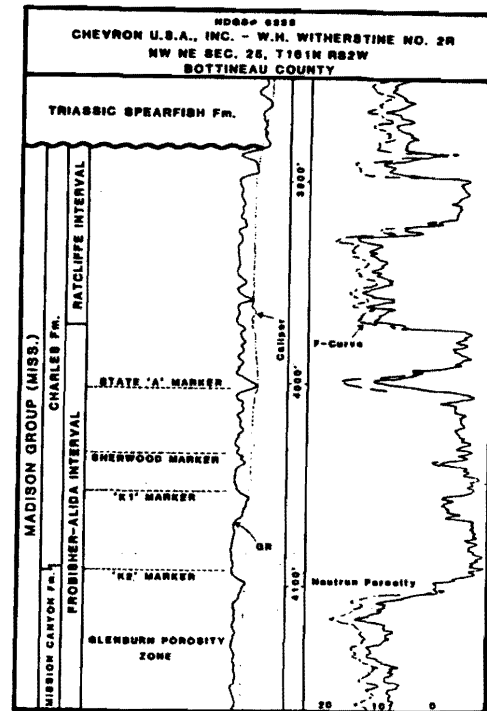 NDGS# 6223
CHEVRON U.S.A., INC. - W.H. WITHERSTINE NO. 2R
NW NE SEC. 25, T161N R82W
BOTTINEAU COUNTY
TRIASSIC SPEARFISH Fm.
MADISON GROUP (MISS.)
CHARLES Fm.
MISSION CANYON Fm.
RATCLIFFE INTERVAL
FROBISHER-ALIDA INTERVAL
STATE 'A' MARKER
SHERWOOD MARKER
'K1' MARKER
'K2' MARKER
GLENBURN POROSITY
ZONE
GR
Caliper
3900'
4000'
4100'
F-Curve
Neutron Porosity
20 10? 0